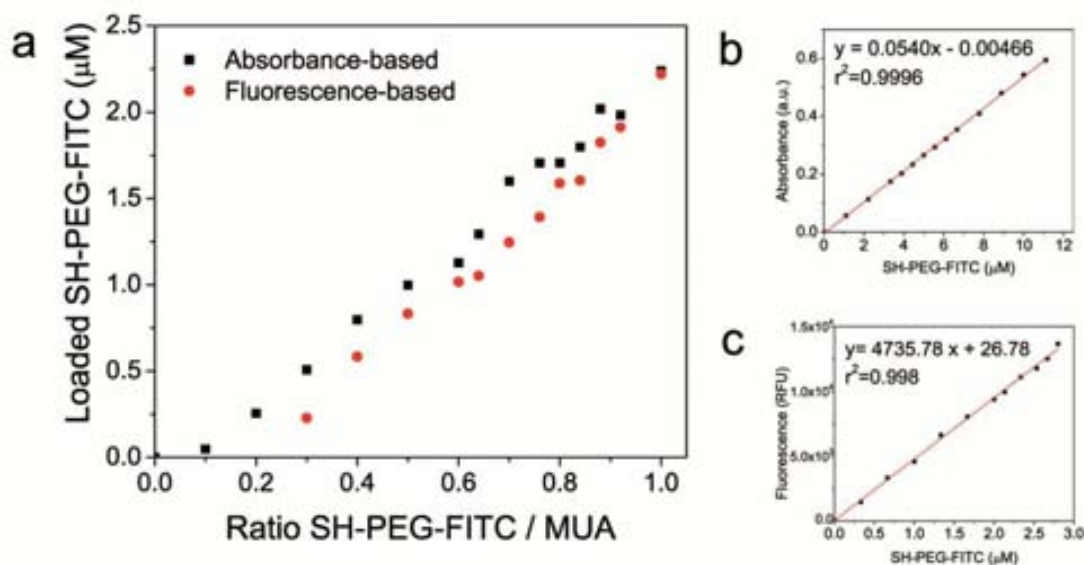 a
2.5
2.0
1.5
1.0
0.5
0.0
Loaded SH-PEG-FITC (μM)
Absorbance-based
Fluorescence-based
0.0 0.2 0.4 0.6 0.8 1.0
Ratio SH-PEG-FITC / MUA
b
y = 0.0540x - 0.00466
r²=0.9996
0.6
0.4
0.2
0.0
Absorbance (a.u.)
0 2 4 6 8 10 12
SH-PEG-FITC (μM)
c
y= 4735.78 x + 26.78
r²=0.998
Fluorescence (RFU)
0.0
0.0 0.5 1.0 1.5 2.0 2.5 3.0
SH-PEG-FITC (μM)